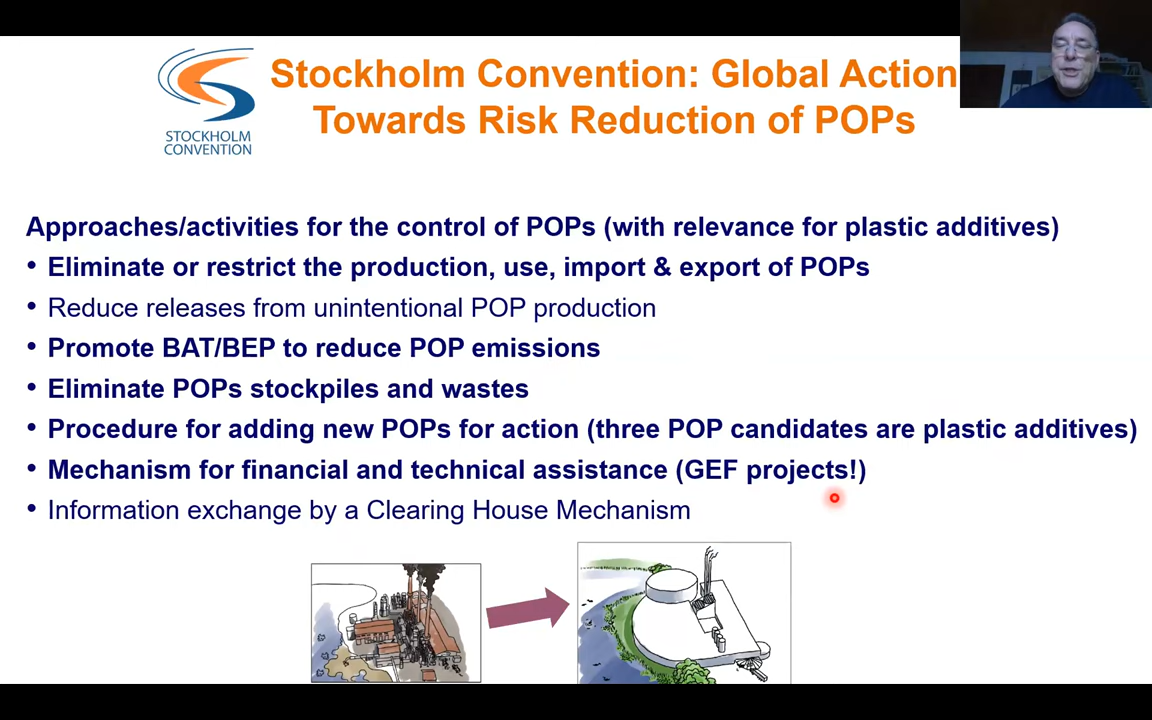 Stockholm Convention: Global Action
Towards Risk Reduction of POPs
STOCKHOLM
CONVENTION
Approaches/activities for the control of POPs (with relevance for plastic additives)
• Eliminate or restrict the production, use, import & export of POPs
• Reduce releases from unintentional POP production
• Promote BAT/BEP to reduce POP emissions
• Eliminate POPs stockpiles and wastes
• Procedure for adding new POPs for action (three POP candidates are plastic additives)
• Mechanism for financial and technical assistance (GEF projects!)
• Information exchange by a Clearing House Mechanism